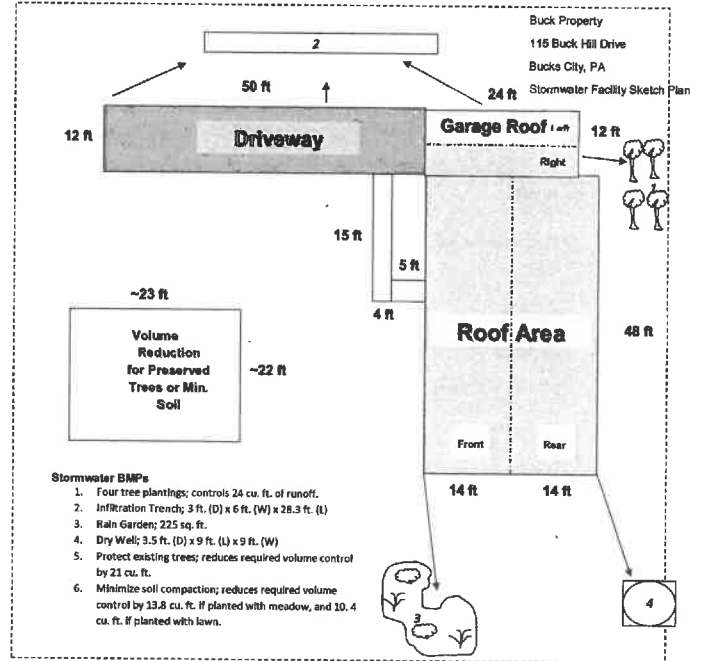 Buck Property
115 Buck Hill Drive
Bucks City, PA
Stormwater Facility Sketch Plan
2
50 ft
24 ft
12 ft
Driveway
Garage Roof Left
12 ft
Right
1
15 ft
5 ft
4 ft
~23 ft
Volume
Reduction
for Preserved
Trees or Min.
Soil
~22 ft
Roof Area
48 ft
Front
Rear
14 ft
14 ft
Stormwater BMPs
1. Four tree plantings; controls 24 cu. ft. of runoff.
2. Infiltration Trench; 3 ft. (D) x 6 ft. (W) x 28.3 ft. (L)
3. Rain Garden; 225 sq. ft.
4. Dry Well; 3.5 ft. (D) x 9 ft. (L) x 9 ft. (W)
5. Protect existing trees; reduces required volume control
by 21 cu. ft.
6. Minimize soil compaction; reduces required volume
control by 13.8 cu. ft. if planted with meadow, and 10. 4
cu. ft. if planted with lawn.
3
4